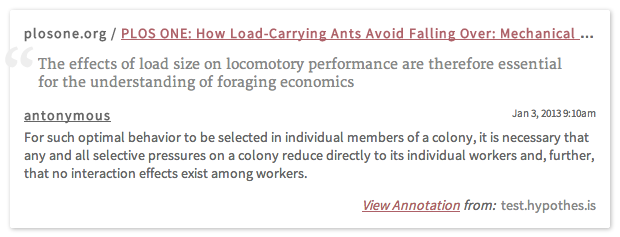 plosone.org / PLOS ONE: How Load-Carrying Ants Avoid Falling Over: Mechanical ...
“ The effects of load size on locomotory performance are therefore essential
for the understanding of foraging economics
antonymous Jan 3, 2013 9:10am
For such optimal behavior to be selected in individual members of a colony, it is necessary that
any and all selective pressures on a colony reduce directly to its individual workers and, further,
that no interaction effects exist among workers.
View Annotation from: test.hypothes.is